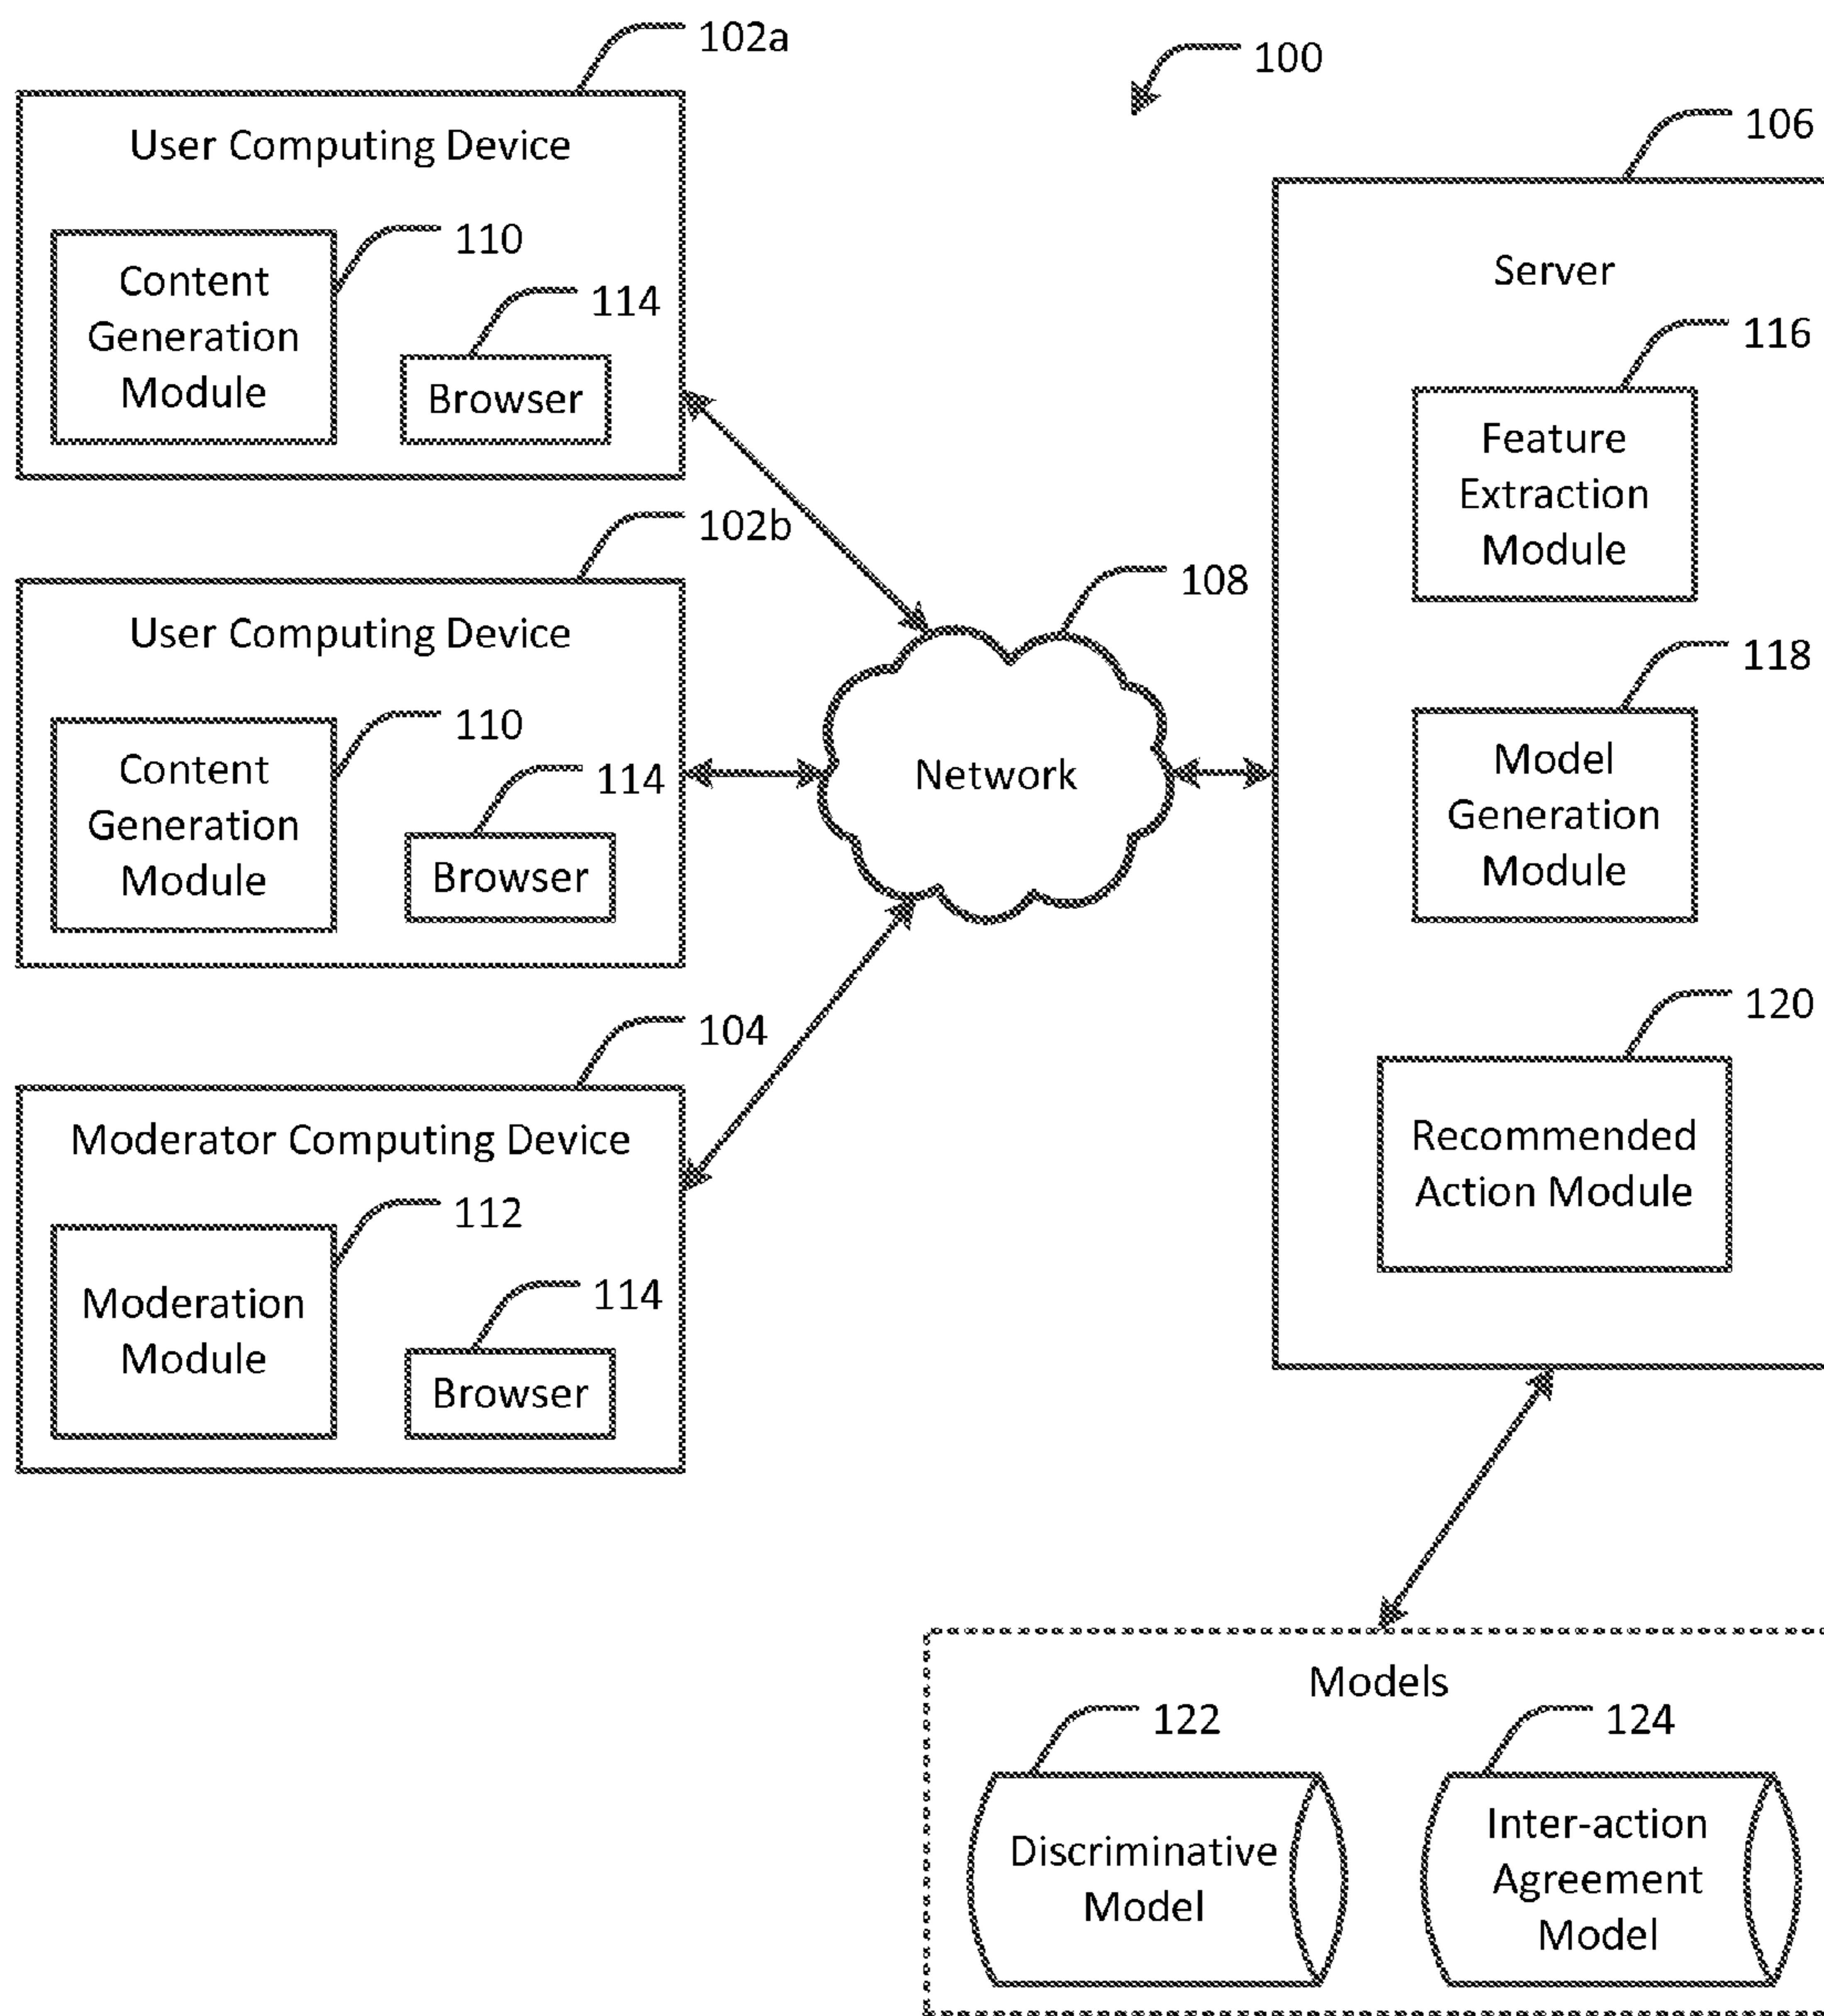 102a
100
User Computing Device
110
Content
Generation
Module
114
Browser
102b
User Computing Device
110
Content
Generation
Module
114
Browser
104
Moderator Computing Device
112
Moderation
Module
114
Browser
108
Network
106
Server
116
Feature
Extraction
Module
118
Model
Generation
Module
120
Recommended
Action Module
Models
122
Discriminative
Model
124
Inter-action
Agreement
Model